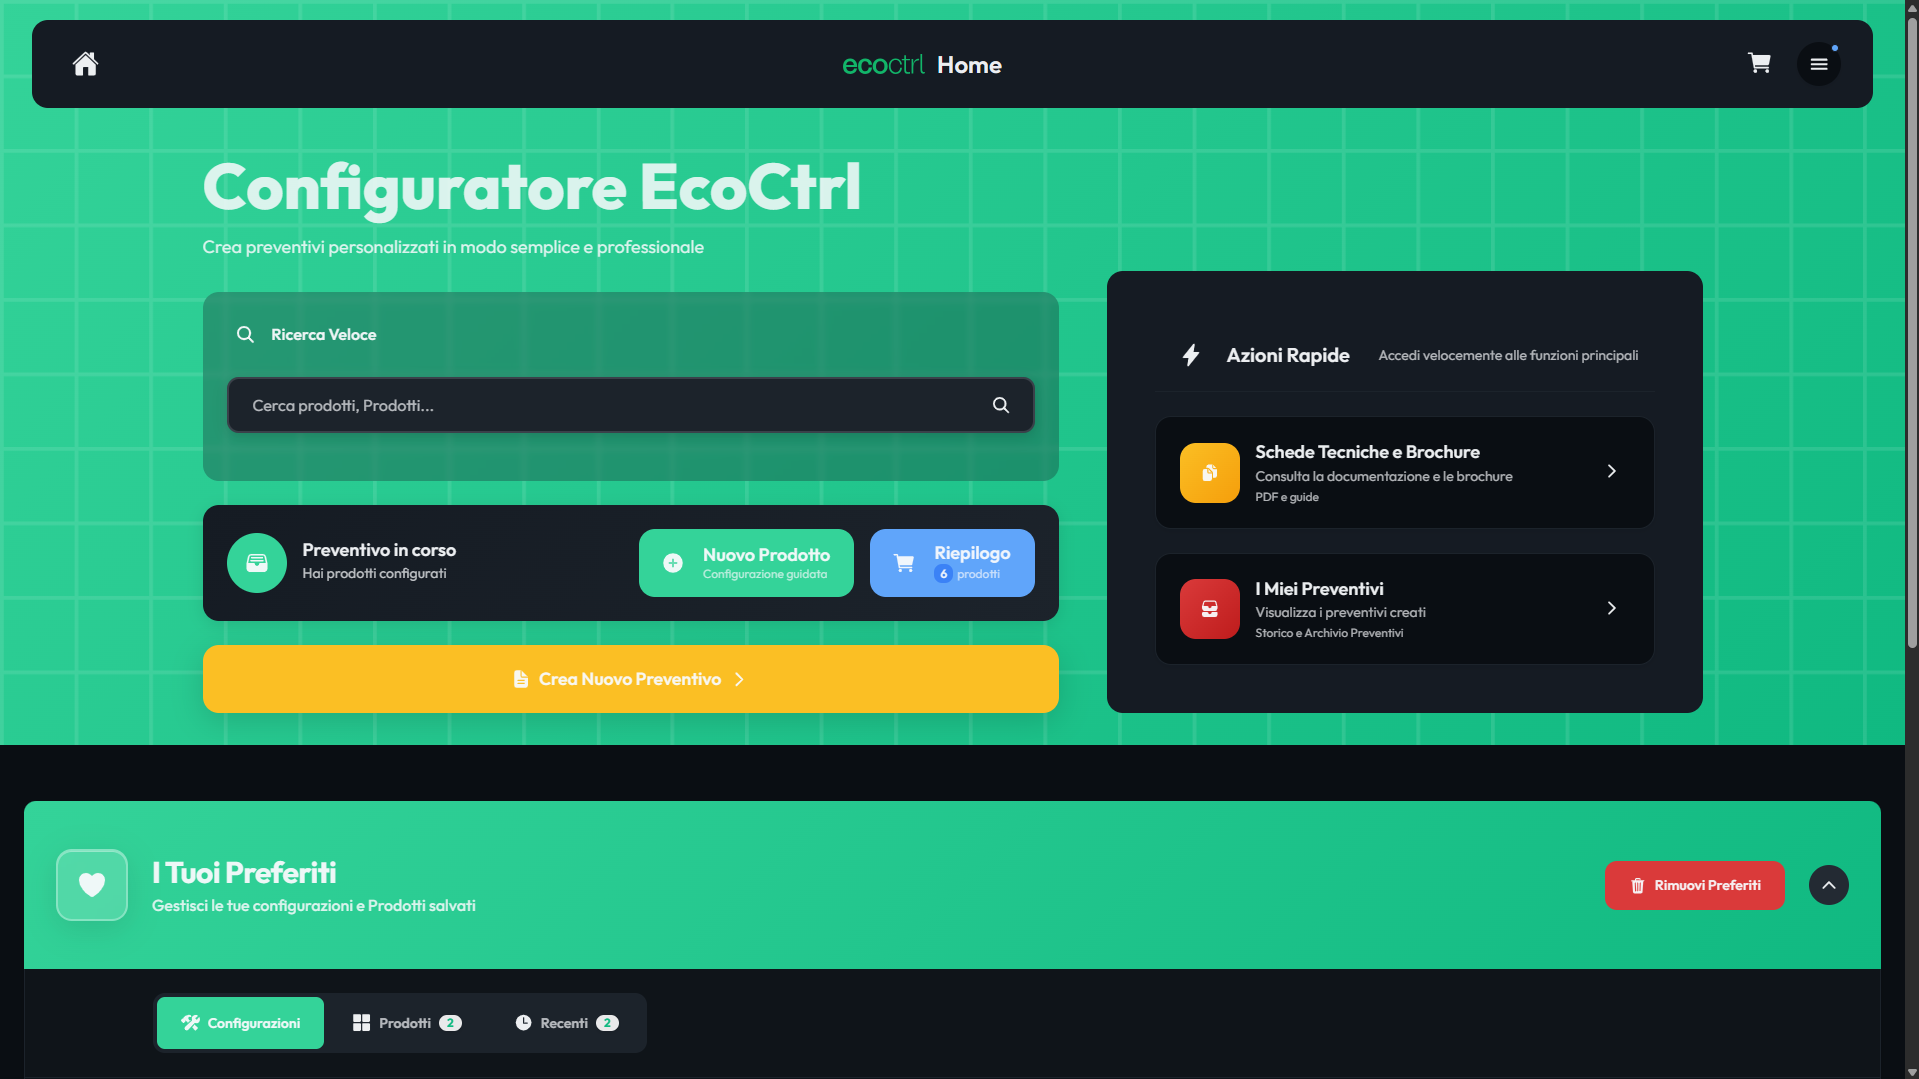 ecoctrl Home
Configuratore EcoCtrl
Crea preventivi personalizzati in modo semplice e professionale
Ricerca Veloce
Cerca prodotti, Prodotti...
Preventivo in corso
Hai prodotti configurati
Nuovo Prodotto
Configurazione guidata
Riepilogo
6 prodotti
Crea Nuovo Preventivo
Azioni Rapide
Accedi velocemente alle funzioni principali
Schede Tecniche e Brochure
Consulta la documentazione e le brochure
PDF e guide
I Miei Preventivi
Visualizza i preventivi creati
Storico e Archivio Preventivi
I Tuoi Preferiti
Gestisci le tue configurazioni e Prodotti salvati
Rimuovi Preferiti
Configurazioni
Prodotti 2
Recenti 2